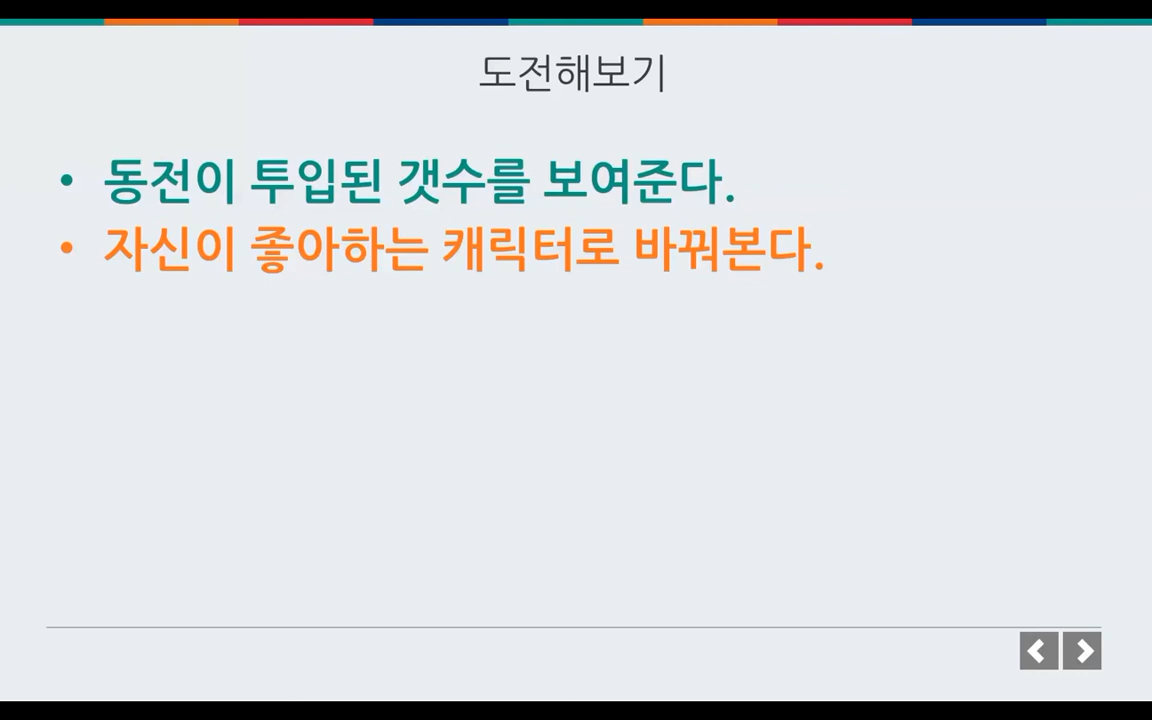 도전해보기
• 동전이 투입된 갯수를 보여준다.
• 자신이 좋아하는 캐릭터로 바꿔본다.